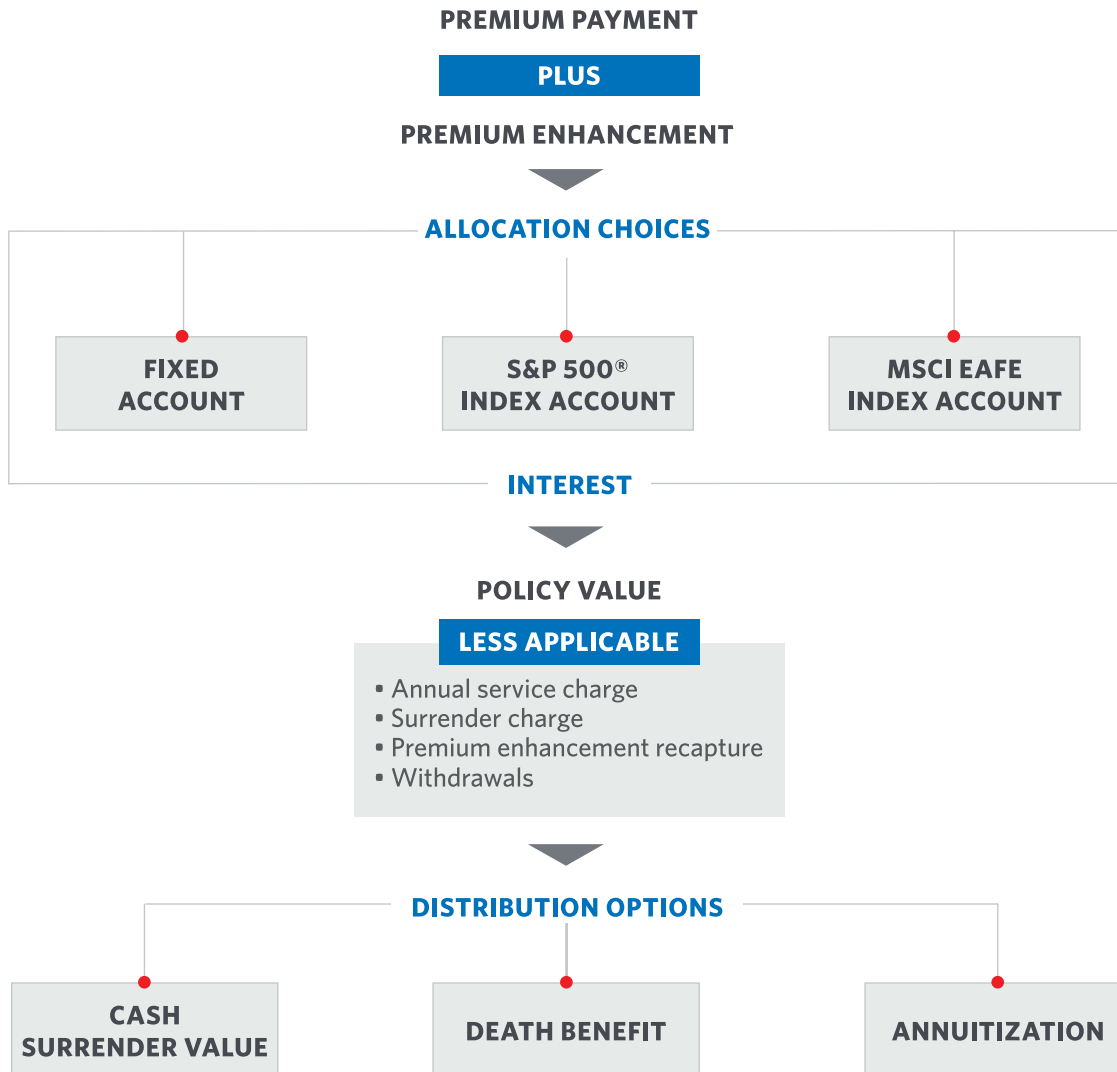 PREMIUM PAYMENT
PLUS
PREMIUM ENHANCEMENT
ALLOCATION CHOICES
FIXED
ACCOUNT
S&P 500®
INDEX ACCOUNT
MSCI EAFE
INDEX ACCOUNT
INTEREST
POLICY VALUE
LESS APPLICABLE
▪ Annual service charge
▪ Surrender charge
▪ Premium enhancement recapture
▪ Withdrawals
DISTRIBUTION OPTIONS
CASH
SURRENDER VALUE
DEATH BENEFIT
ANNUITIZATION